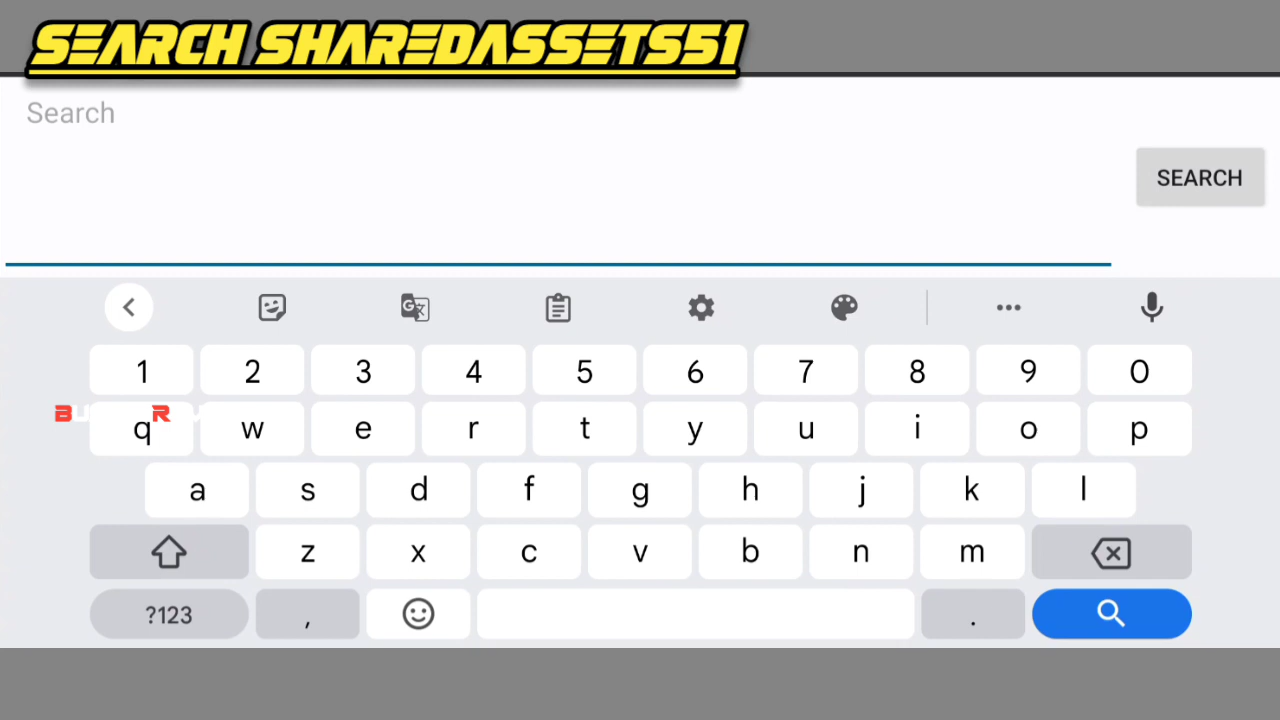 SEARCH SHAREDASSETS51
Search
SEARCH
1 2 3 4 5 6 7 8 9 0
q w e r t y u i o p
a s d f g h j k l
z x c v b n m
?123 , .